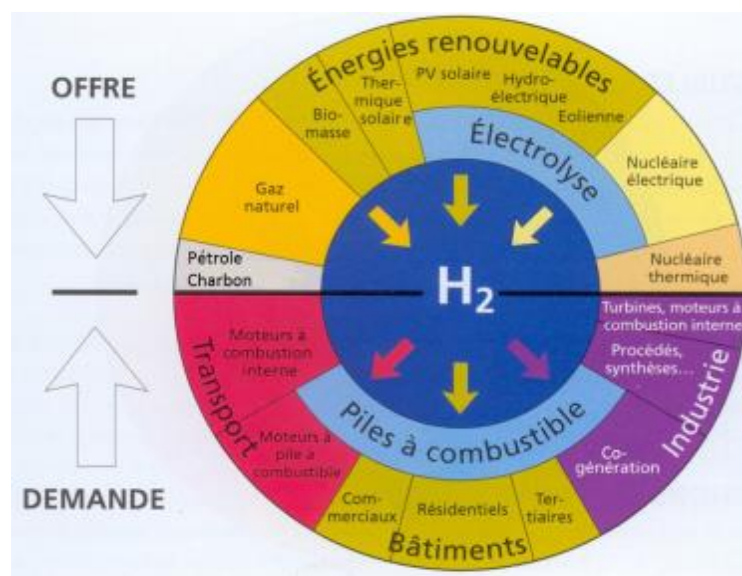 OFFRE
Énergies renouvelables
Bio-
masse
Ther-
mique
solaire
PV solaire
Hydro-
électrique
Eolienne
Électrolyse
Gaz
naturel
Nucléaire
électrique
Pétrole
Charbon
Nucléaire
thermique
H2
Turbines, moteurs à
combustion interne
Procédés,
synthèses...
Industrie
Co-
génération
Moteurs à
combustion
interne
Transport
Moteurs à
pile à
combustible
Piles à combustible
Com-
merciaux
Résidentiels
Ter-
tiaires
Bâtiments
DEMANDE